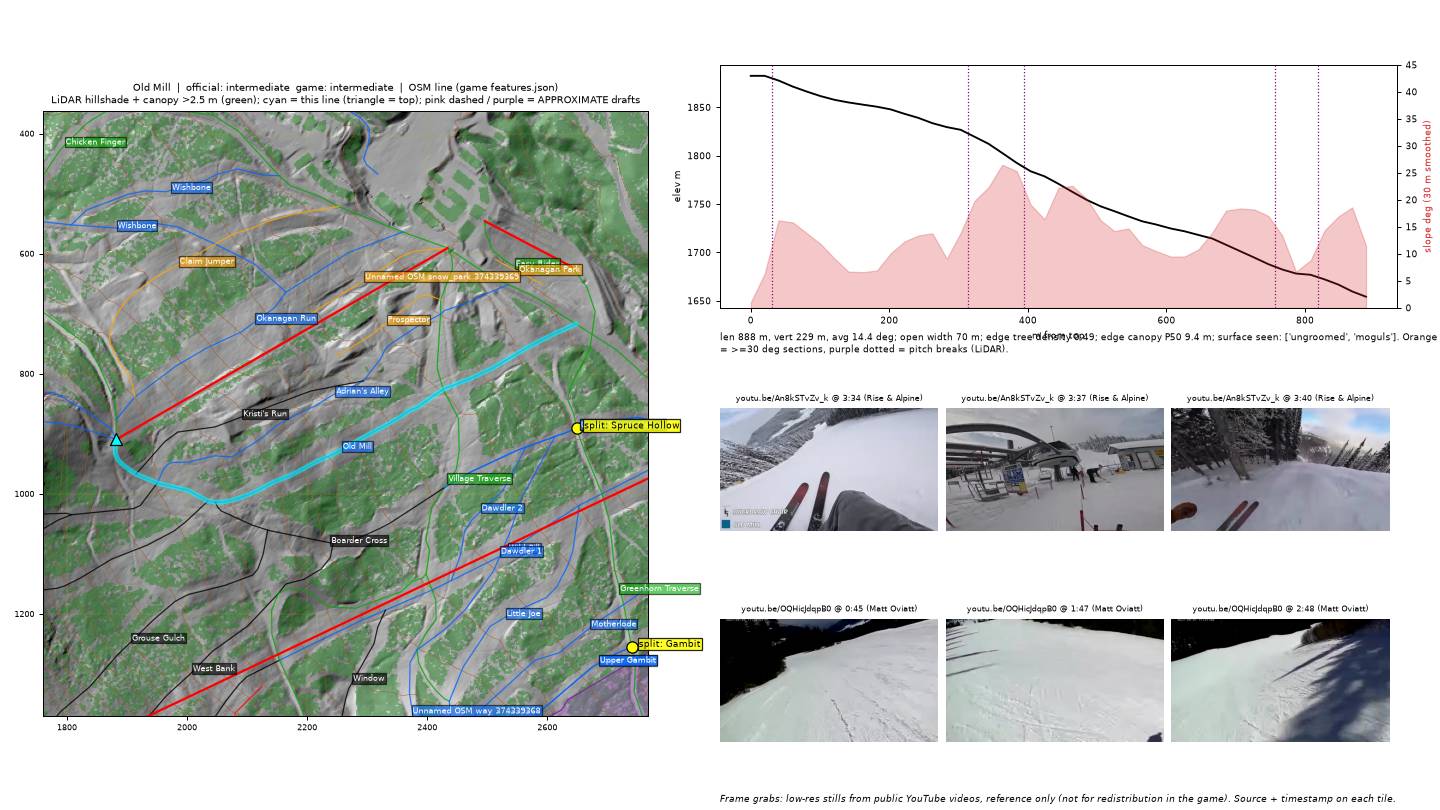 Old Mill | official: intermediate game: intermediate | OSM line (game features.json)
LiDAR hillshade + canopy >2.5 m (green); cyan = this line (triangle = top); pink dashed / purple = APPROXIMATE drafts
400
600
800
1000
1200
1800
2000
2200
2400
2600
Chicken Finger
Wishbone
Wishbone
Claim Jumper
Okanagan Park
Unnamed OSM snow_park 374339369
Okanagan Run
Prospector
Adrian's Alley
Kristi's Run
split: Spruce Hollow
Old Mill
Village Traverse
Dawdler 2
Boarder Cross
Dawdler 1
Greenhorn Traverse
Little Joe
Motherlode
Grouse Gulch
split: Gambit
Upper Gambit
West Bank
Window
Unnamed OSM way 374339368
elev m
1850
1800
1750
1700
1650
0
200
400
600
800
45
40
35
30
25
20
15
10
5
0
slope deg (30 m smoothed)
m from top
len 888 m, vert 229 m, avg 14.4 deg; open width 70 m; edge tree density 0.49; edge canopy P50 9.4 m; surface seen: ['ungroomed', 'moguls']. Orange
= >=30 deg sections, purple dotted = pitch breaks (LiDAR).
youtu.be/An8kSTvZv_k @ 3:34 (Rise & Alpine)
youtu.be/An8kSTvZv_k @ 3:37 (Rise & Alpine)
youtu.be/An8kSTvZv_k @ 3:40 (Rise & Alpine)
youtu.be/OQHicJdqpB0 @ 0:45 (Matt Oviatt)
youtu.be/OQHicJdqpB0 @ 1:47 (Matt Oviatt)
youtu.be/OQHicJdqpB0 @ 2:48 (Matt Oviatt)
Frame grabs: low-res stills from public YouTube videos, reference only (not for redistribution in the game). Source + timestamp on each tile.